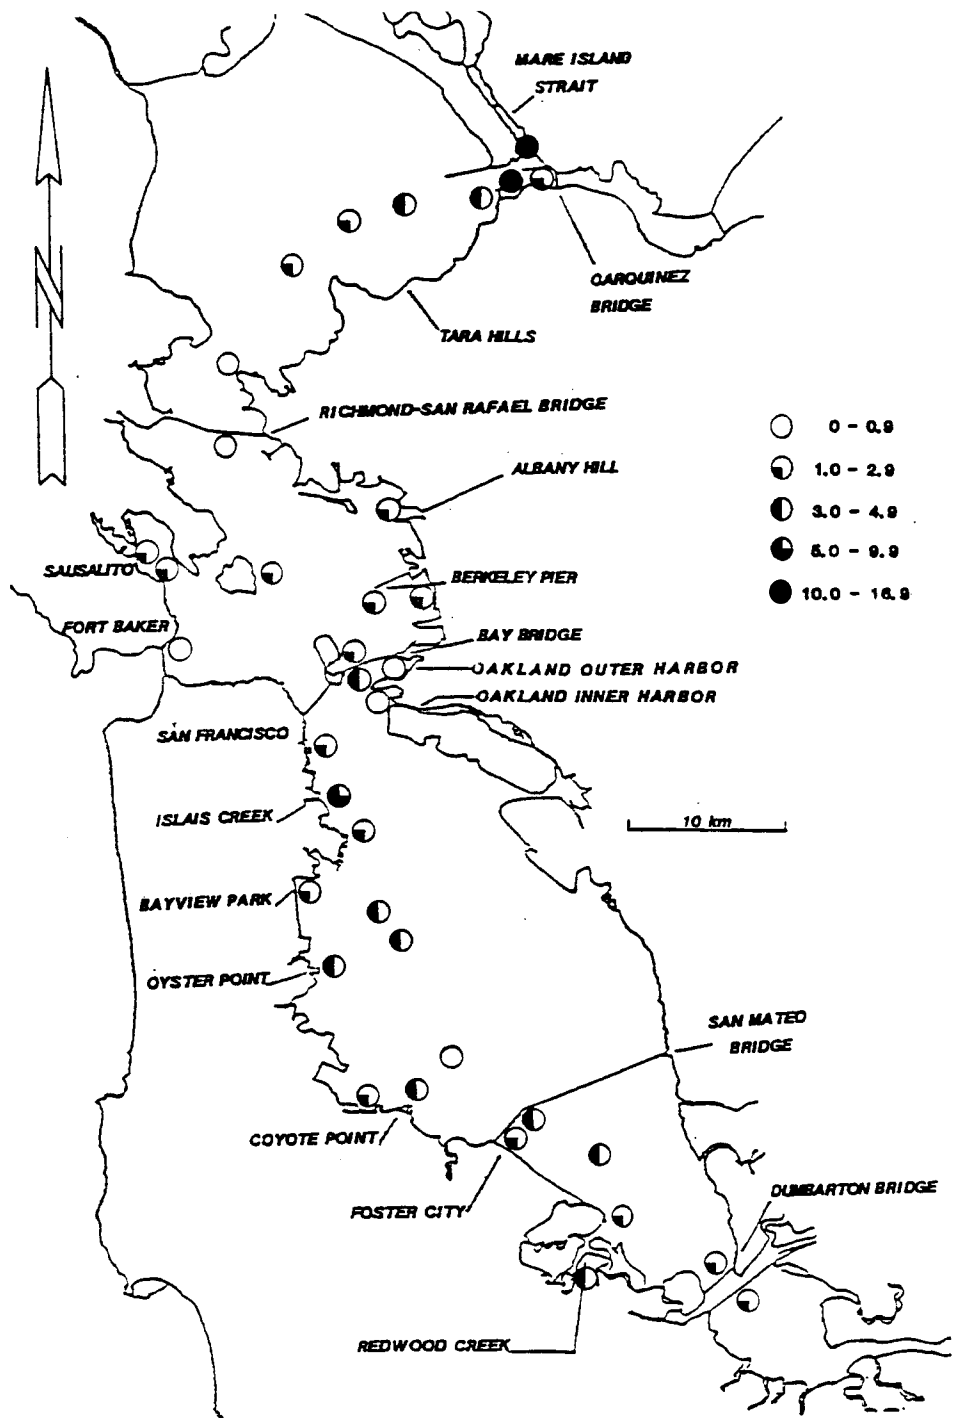 MARE ISLAND
STRAIT
CARQUINEZ
BRIDGE
TARA HILLS
RICHMOND-SAN RAFAEL BRIDGE
0 - 0.9
ALBANY HILL
1.0 - 2.9
3.0 - 4.9
5.0 - 9.9
10.0 - 16.9
SAUSALITO
BERKELEY PIER
FORT BAKER
BAY BRIDGE
OAKLAND OUTER HARBOR
OAKLAND INNER HARBOR
SAN FRANCISCO
ISLAIS CREEK
10 km
BAYVIEW PARK
OYSTER POINT
SAN MATEO
BRIDGE
COYOTE POINT
DUMBARTON BRIDGE
FOSTER CITY
REDWOOD CREEK
N